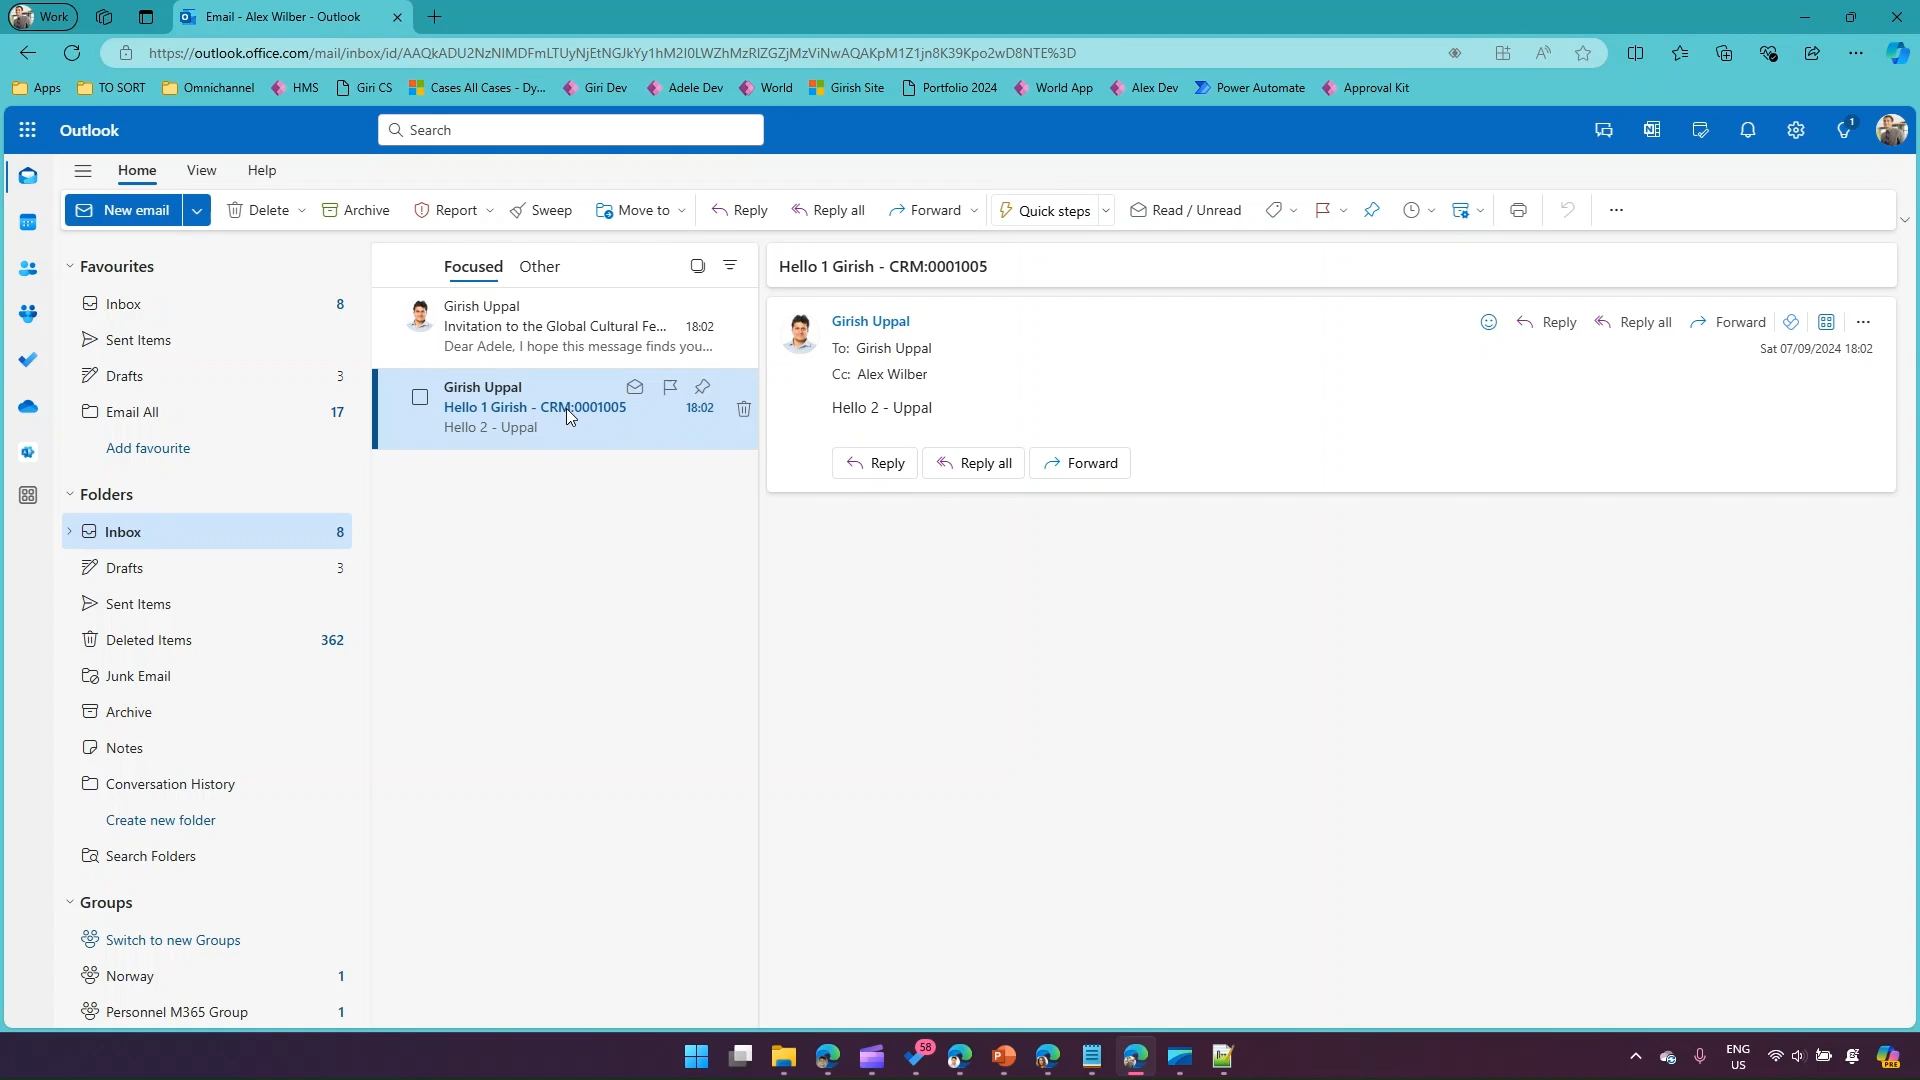 Work
Email - Alex Wilber - Outlook
https://outlook.office.com/mail/inbox/id/AAQkADU2NzNlMDFmLTUyNjEtNGJkYy1hM2I0LWZhMzRlZGZjMzViNwAQAKpM1Z1jn8K39Kpo2wD8NTE%3D
Apps TO SORT Omnichannel HMS Giri CS Cases All Cases - Dy... Giri Dev Adele Dev World Girish Site Portfolio 2024 World App Alex Dev Power Automate Approval Kit
Outlook
Search
1
Home View Help
New email Delete Archive Report Sweep Move to Reply Reply all Forward Quick steps Read / Unread
Favourites
Inbox 8
Sent Items
Drafts 3
Email All 17
Add favourite
Folders
Inbox 8
Drafts 3
Sent Items
Deleted Items 362
Junk Email
Archive
Notes
Conversation History
Create new folder
Search Folders
Groups
Switch to new Groups
Norway 1
Personnel M365 Group 1
Focused Other
Girish Uppal
Invitation to the Global Cultural Fe... 18:02
Dear Adele, I hope this message finds you...
Girish Uppal
Hello 1 Girish - CRM:0001005 18:02
Hello 2 - Uppal
Hello 1 Girish - CRM:0001005
Girish Uppal
Reply Reply all Forward
To: Girish Uppal
Sat 07/09/2024 18:02
Cc: Alex Wilber
Hello 2 - Uppal
Reply Reply all Forward
58
ENG
US
PRE